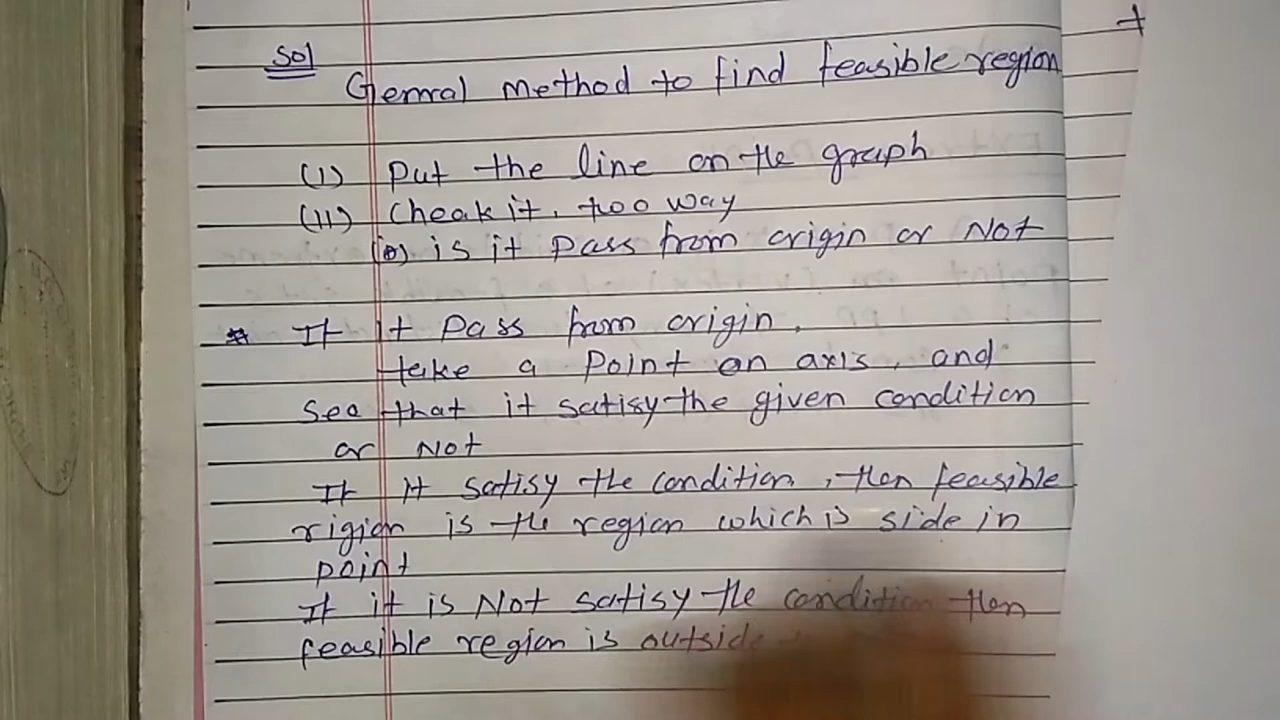 Sol
Genral method to find feasible region
(I) Put the line on the graph
(II) Cheak it, too way
is it Pass from origin or Not
* If it Pass from origin,
take a Point on axis, and
See that it satisy the given condition
or Not
If it satisy the condition, then feasible
rigion is the region which is side in
point
If it is Not satisy the condition then
feasible region is outside